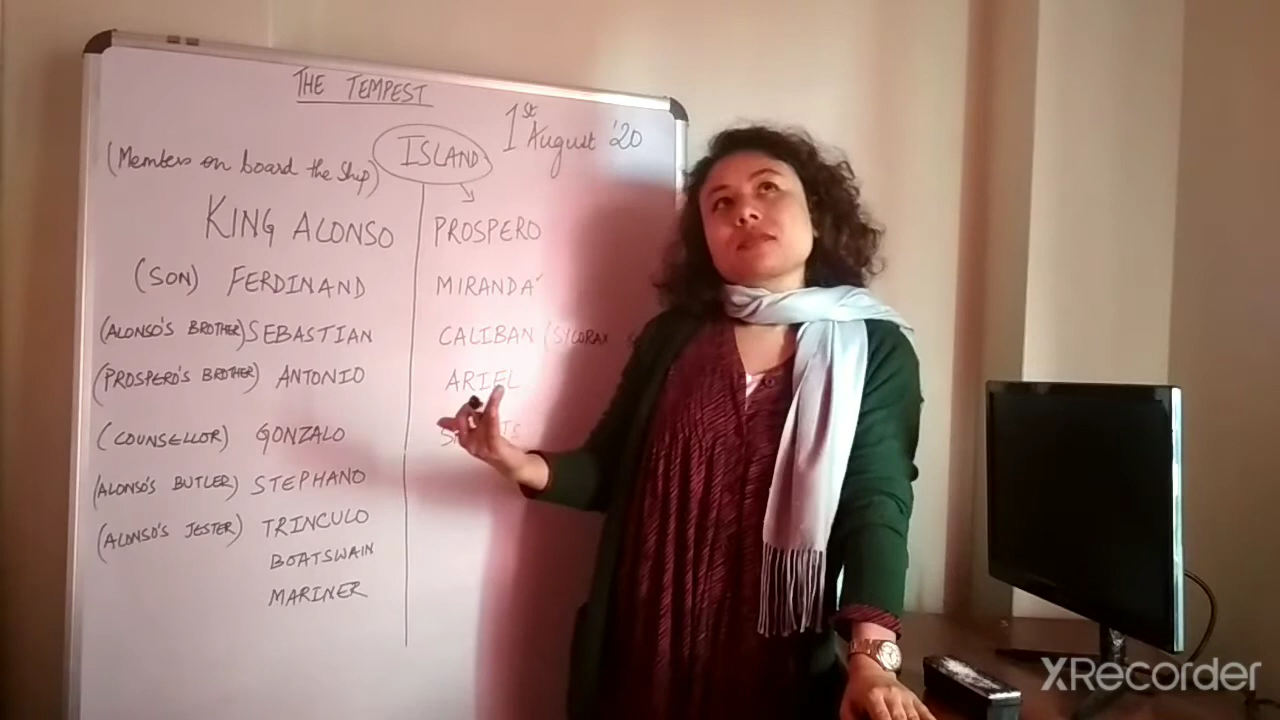 THE TEMPEST
1st August '20
(Members on board the Ship)
ISLAND
KING ALONSO
PROSPERO
(SON) FERDINAND
MIRANDA
(ALONSO'S BROTHER) SEBASTIAN
CALIBAN (SYCORAX
(PROSPERO'S BROTHER) ANTONIO
ARIEL
(COUNSELLOR) GONZALO
(ALONSO'S BUTLER) STEPHANO
(ALONSO'S JESTER) TRINCULO
BOATSWAIN
MARINER
XRecorder